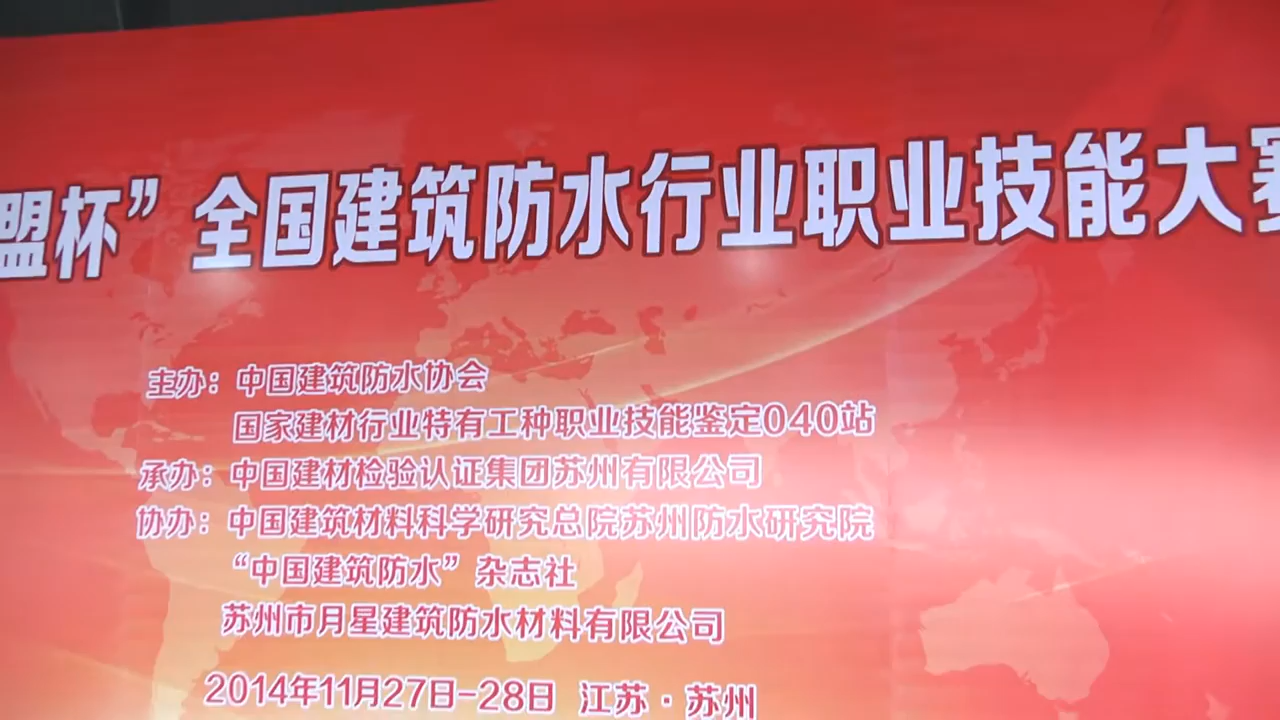 盟杯”全国建筑防水行业职业技能大赛
主办：中国建筑防水协会
国家建材行业特有工种职业技能鉴定040站
承办：中国建材检验认证集团苏州有限公司
协办：中国建筑材料科学研究总院苏州防水研究院
“中国建筑防水”杂志社
苏州市月星建筑防水材料有限公司
2014年11月27日-28日 江苏·苏州